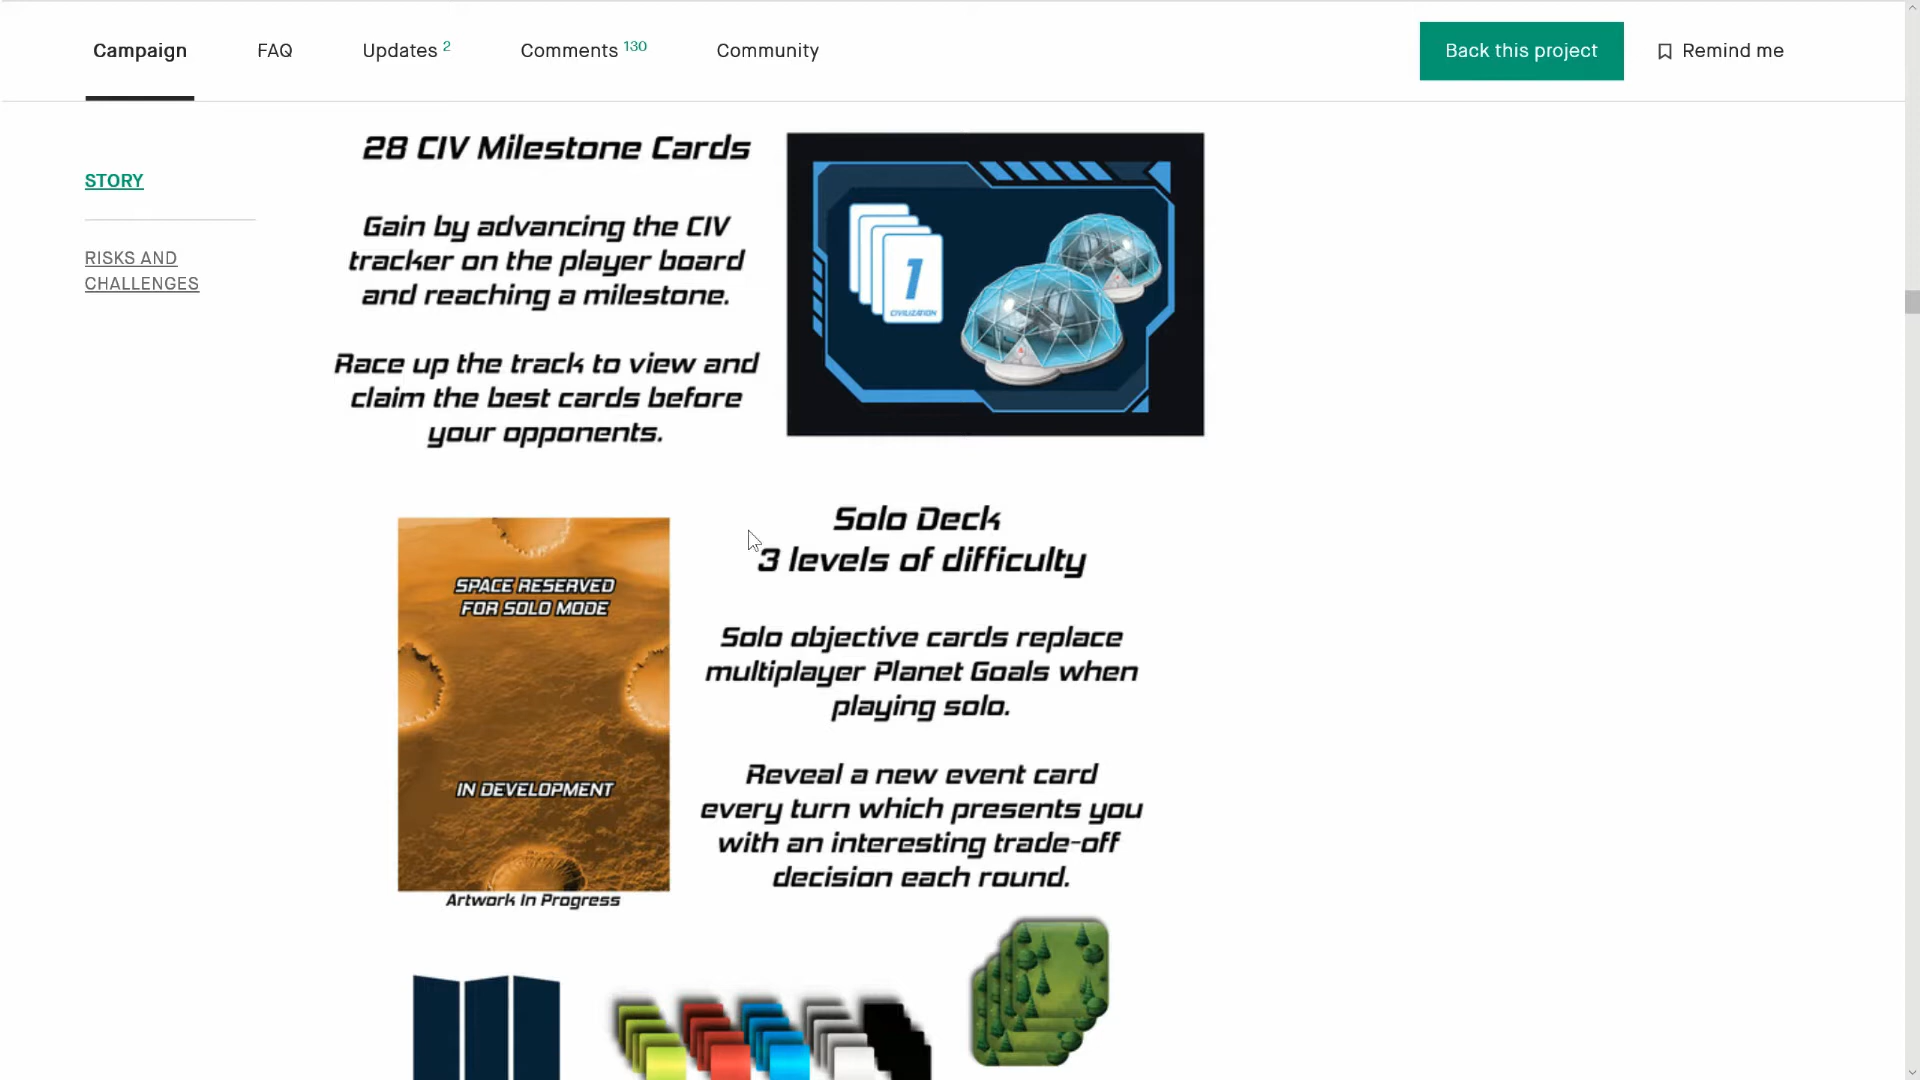 Campaign
FAQ
Updates 2
Comments 130
Community
Back this project
Remind me
STORY
RISKS AND
CHALLENGES
28 CIV Milestone Cards
Gain by advancing the CIV
tracker on the player board
and reaching a milestone.
Race up the track to view and
claim the best cards before
your opponents.
1
CIVILIZATION
Solo Deck
3 levels of difficulty
SPACE RESERVED
FOR SOLO MODE
Solo objective cards replace
multiplayer Planet Goals when
playing solo.
IN DEVELOPMENT
Reveal a new event card
every turn which presents you
with an interesting trade-off
decision each round.
Artwork In Progress